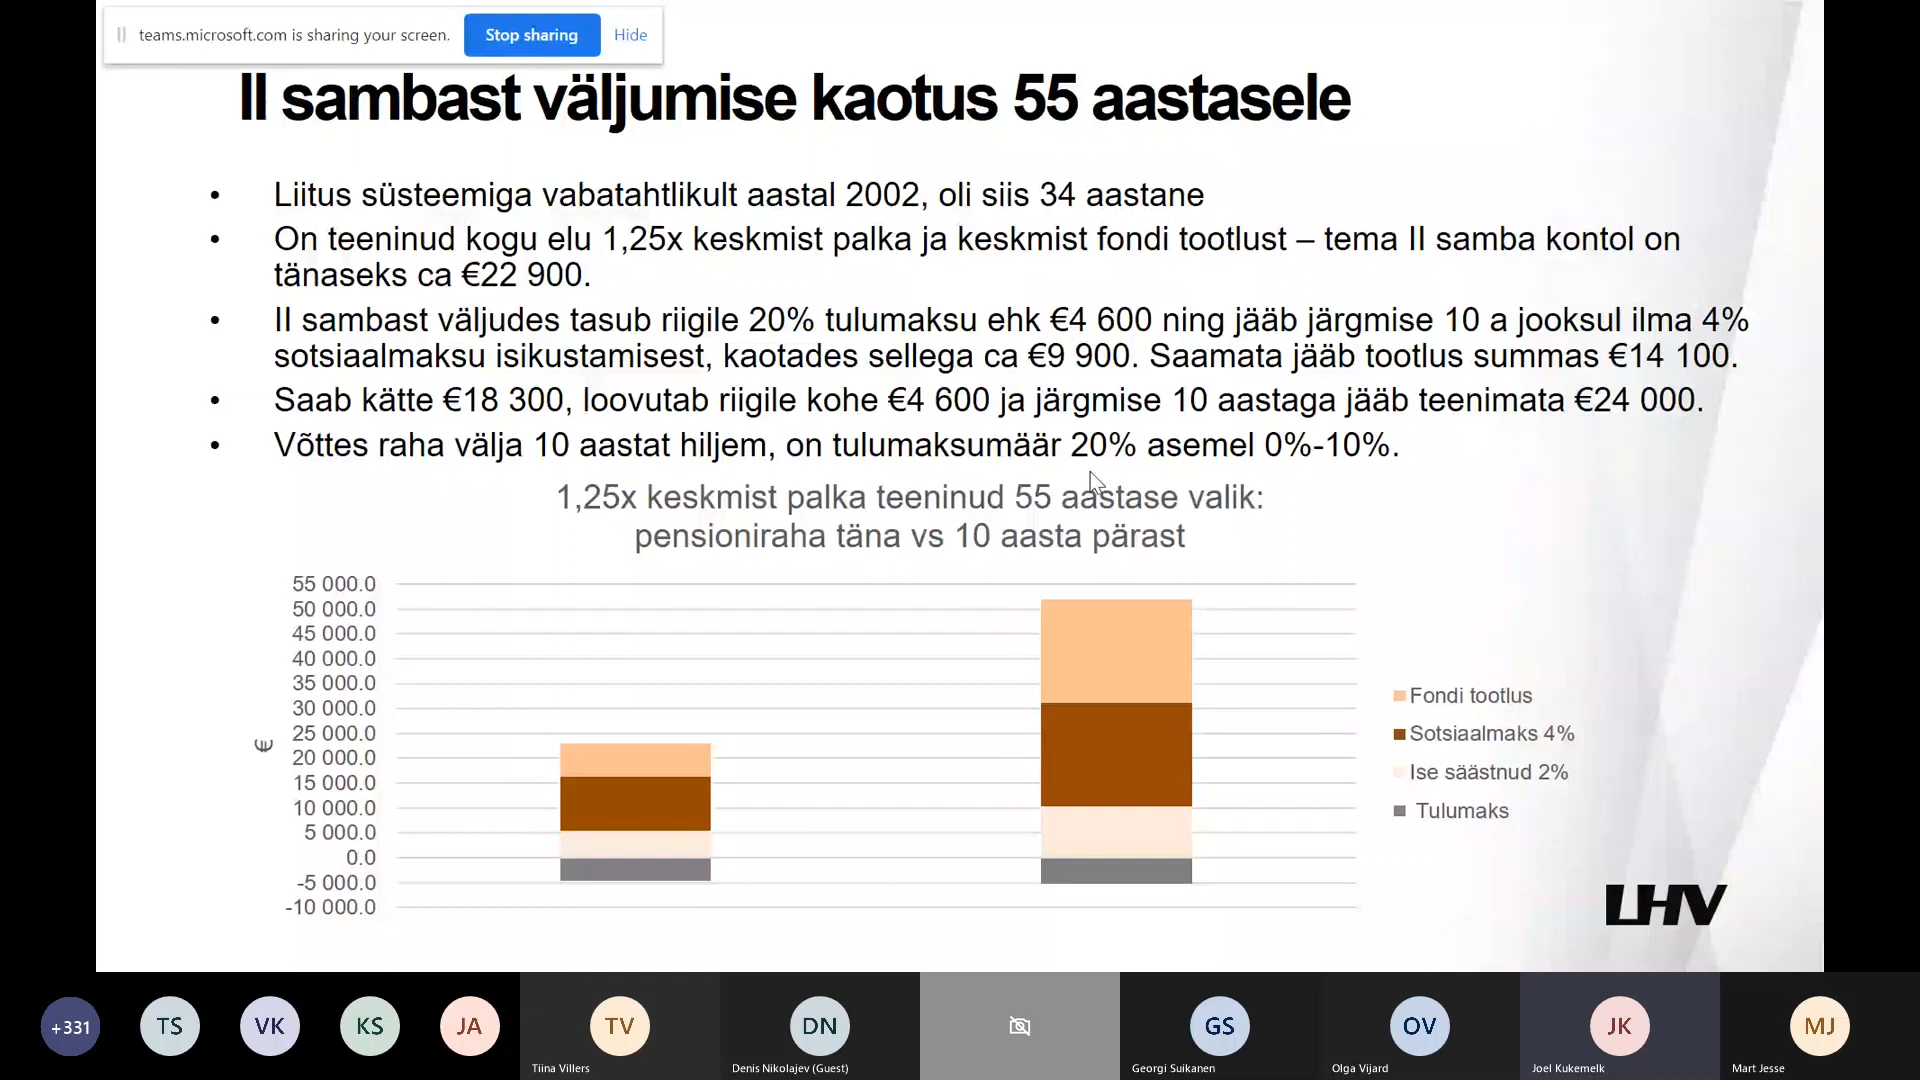 teams.microsoft.com is sharing your screen.
Stop sharing
Hide
II sambast väljumise kaotus 55 aastasele
• Liitus süsteemiga vabatahtlikult aastal 2002, oli siis 34 aastane
• On teeninud kogu elu 1,25x keskmist palka ja keskmist fondi tootlust – tema II samba kontol on
tänaseks ca €22 900.
• II sambast väljudes tasub riigile 20% tulumaksu ehk €4 600 ning jääb järgmise 10 a jooksul ilma 4%
sotsiaalmaksu isikustamisest, kaotades sellega ca €9 900. Saamata jääb tootlus summas €14 100.
• Saab kätte €18 300, loovutab riigile kohe €4 600 ja järgmise 10 aastaga jääb teenimata €24 000.
• Võttes raha välja 10 aastat hiljem, on tulumaksumäär 20% asemel 0%-10%.
1,25x keskmist palka teeninud 55 aastase valik:
pensioniraha täna vs 10 aasta pärast
55 000.0
50 000.0
45 000.0
40 000.0
35 000.0
30 000.0
25 000.0
20 000.0
15 000.0
10 000.0
5 000.0
0.0
-5 000.0
-10 000.0
€
Fondi tootlus
Sotsiaalmaks 4%
Ise säästnud 2%
Tulumaks
LHV
+331
TS
VK
KS
JA
TV
DN
GS
OV
JK
MJ
Tiina Villers
Denis Nikolajev (Guest)
Georgi Suikanen
Olga Vijard
Joel Kukemelk
Mart Jesse